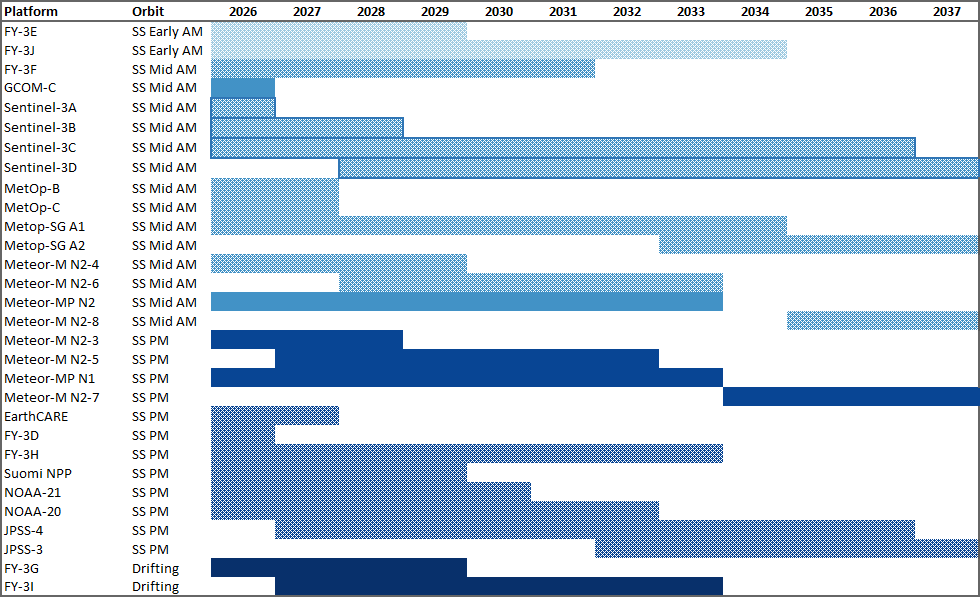 Platform Orbit 2026 2027 2028 2029 2030 2031 2032 2033 2034 2035 2036 2037
FY-3E SS Early AM
FY-3J SS Early AM
FY-3F SS Mid AM
GCOM-C SS Mid AM
Sentinel-3A SS Mid AM
Sentinel-3B SS Mid AM
Sentinel-3C SS Mid AM
Sentinel-3D SS Mid AM
MetOp-B SS Mid AM
MetOp-C SS Mid AM
Metop-SG A1 SS Mid AM
Metop-SG A2 SS Mid AM
Meteor-M N2-4 SS Mid AM
Meteor-M N2-6 SS Mid AM
Meteor-MP N2 SS Mid AM
Meteor-M N2-8 SS Mid AM
Meteor-M N2-3 SS PM
Meteor-M N2-5 SS PM
Meteor-MP N1 SS PM
Meteor-M N2-7 SS PM
EarthCARE SS PM
FY-3D SS PM
FY-3H SS PM
Suomi NPP SS PM
NOAA-21 SS PM
NOAA-20 SS PM
JPSS-4 SS PM
JPSS-3 SS PM
FY-3G Drifting
FY-3I Drifting